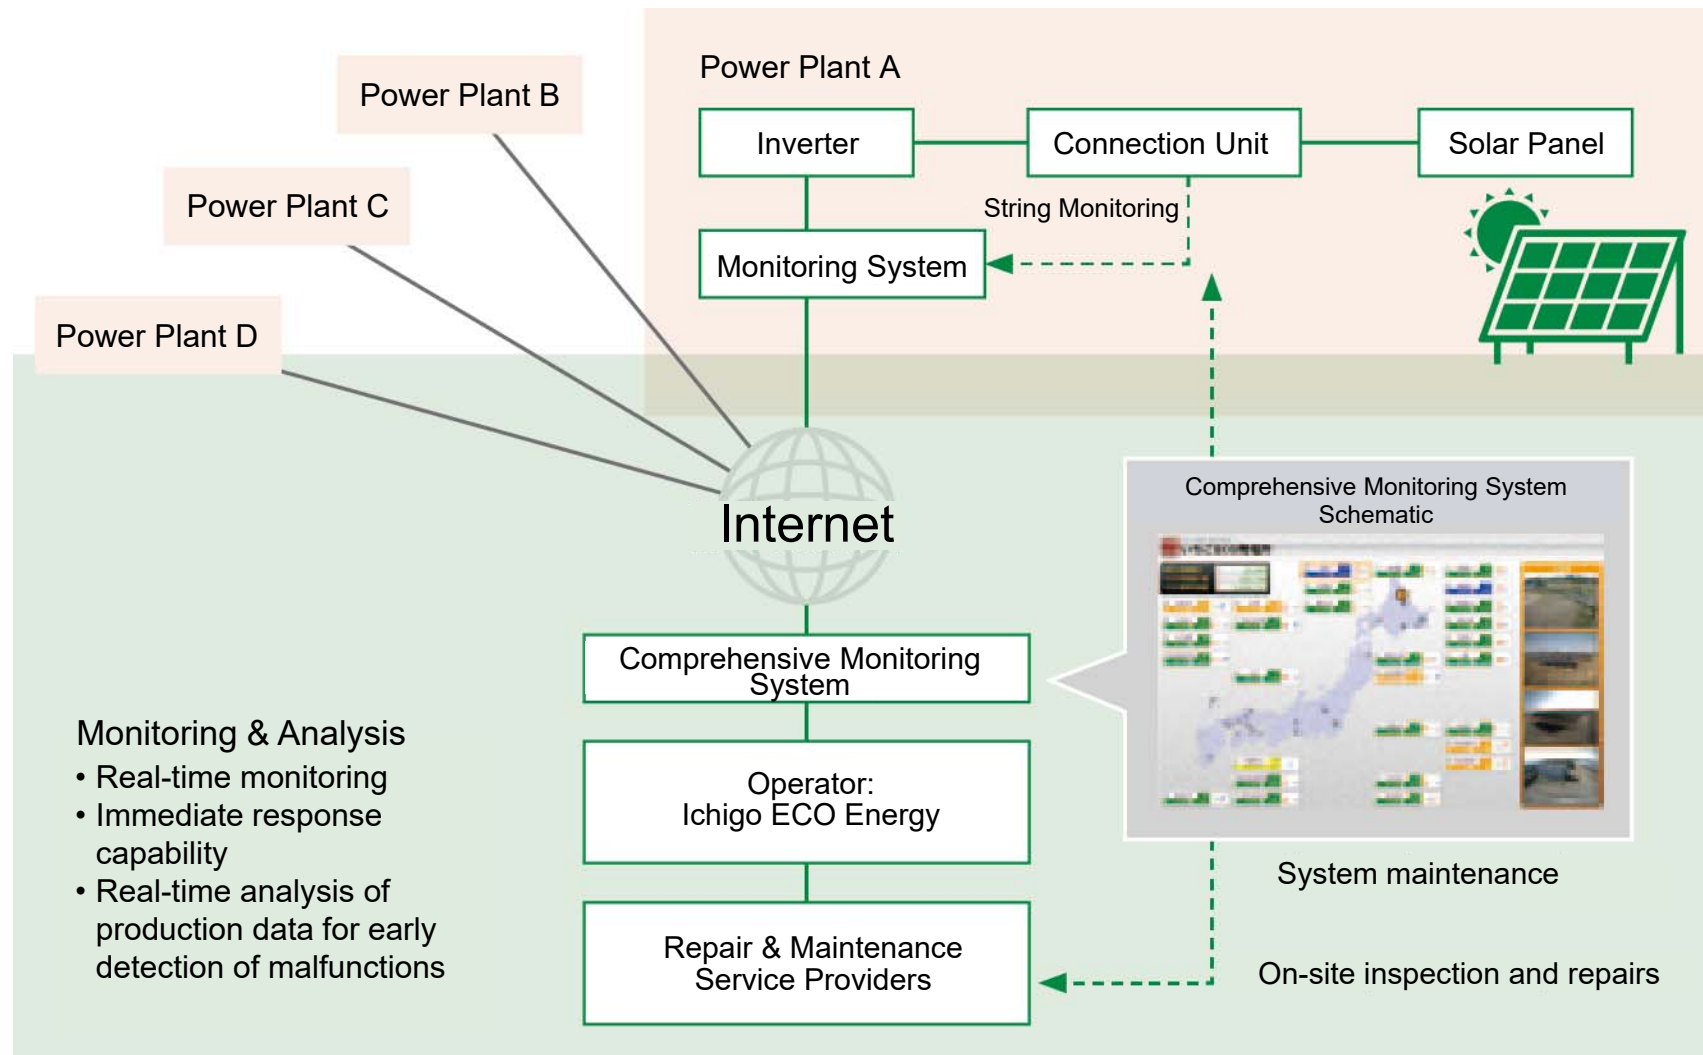 Power Plant A
Power Plant B
Inverter
Connection Unit
Solar Panel
Power Plant C
String Monitoring
Monitoring System
Power Plant D
Internet
Comprehensive Monitoring System
Schematic
Comprehensive Monitoring
System
Monitoring & Analysis
• Real-time monitoring
• Immediate response
capability
• Real-time analysis of
production data for early
detection of malfunctions
Operator:
Ichigo ECO Energy
System maintenance
Repair & Maintenance
Service Providers
On-site inspection and repairs